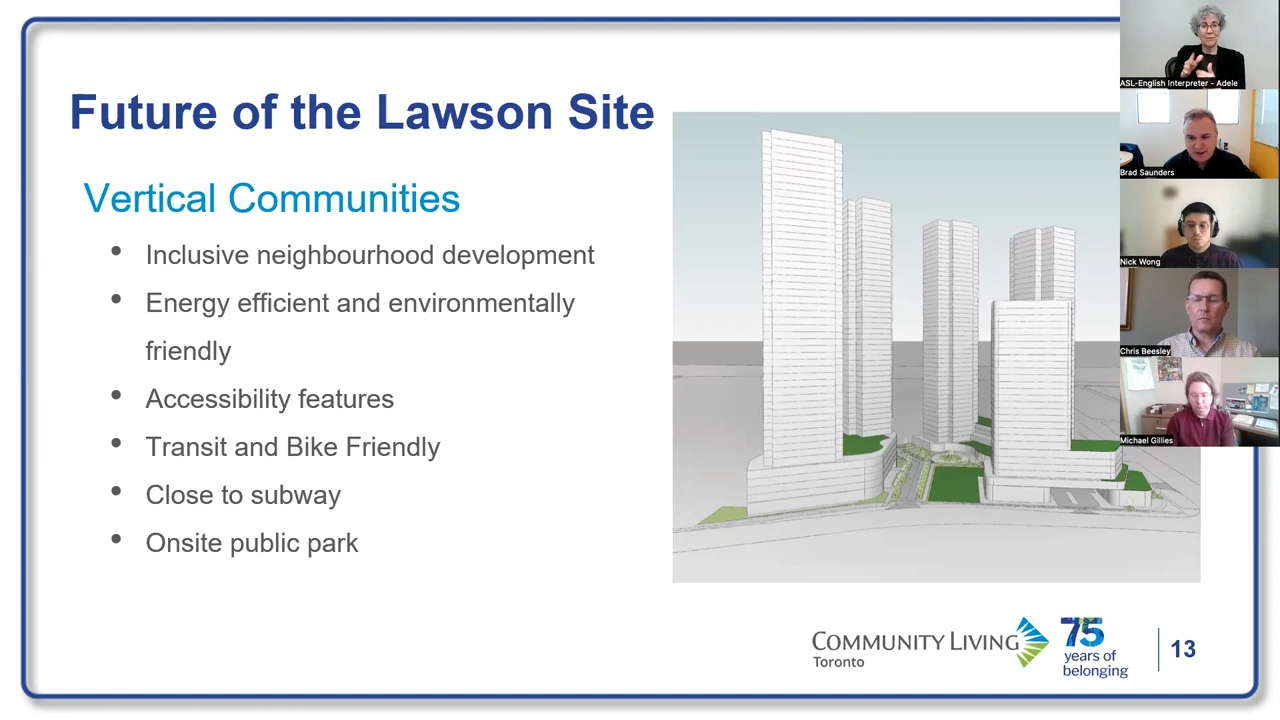 Future of the Lawson Site
Vertical Communities
• Inclusive neighbourhood development
• Energy efficient and environmentally
friendly
• Accessibility features
• Transit and Bike Friendly
• Close to subway
• Onsite public park
COMMUNITY LIVING
Toronto
75
years of
belonging
13
ASL-English Interpreter - Adele
Brad Saunders
Nick Wong
Chris Beesley
Michael Gillies